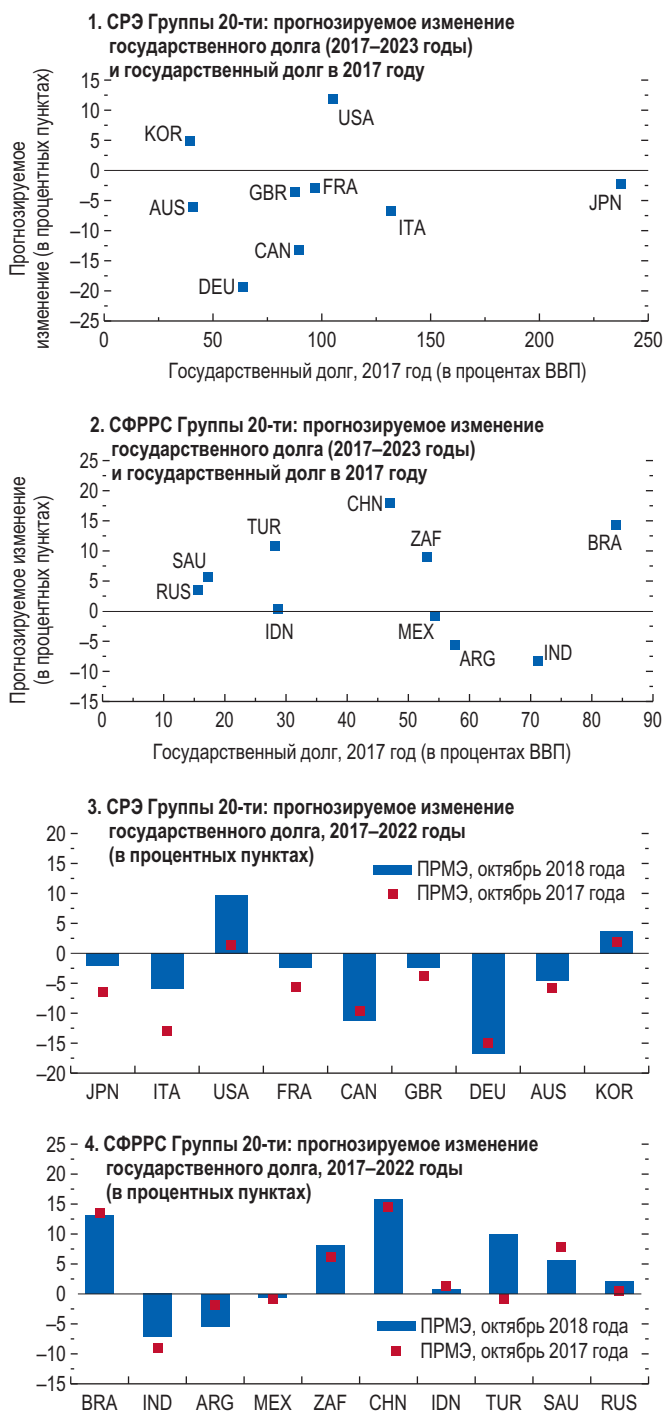 1. СРЭ Группы 20-ти: прогнозируемое изменение
государственного долга (2017–2023 годы)
и государственный долг в 2017 году
Прогнозируемое
изменение (в процентных пунктах)
15
10
5
0
–5
–10
–15
–20
–25
KOR
USA
AUS
GBR
FRA
JPN
ITA
CAN
DEU
0 50 100 150 200 250
Государственный долг, 2017 год (в процентах ВВП)
2. СФРРС Группы 20-ти: прогнозируемое изменение
государственного долга (2017–2023 годы)
и государственный долг в 2017 году
Прогнозируемое изменение
(в процентных пунктах)
25
20
15
10
5
0
–5
–10
–15
CHN
TUR
ZAF
BRA
SAU
RUS
IDN
MEX
ARG
IND
0 10 20 30 40 50 60 70 80 90
Государственный долг, 2017 год (в процентах ВВП)
3. СРЭ Группы 20-ти: прогнозируемое изменение
государственного долга, 2017–2022 годы
(в процентных пунктах)
20
15
10
5
0
–5
–10
–15
–20
ПРМЭ, октябрь 2018 года
ПРМЭ, октябрь 2017 года
JPN ITA USA FRA CAN GBR DEU AUS KOR
4. СФРРС Группы 20-ти: прогнозируемое изменение
государственного долга, 2017–2022 годы
(в процентных пунктах)
25
20
15
10
5
0
–5
–10
–15
ПРМЭ, октябрь 2018 года
ПРМЭ, октябрь 2017 года
BRA IND ARG MEX ZAF CHN IDN TUR SAU RUS